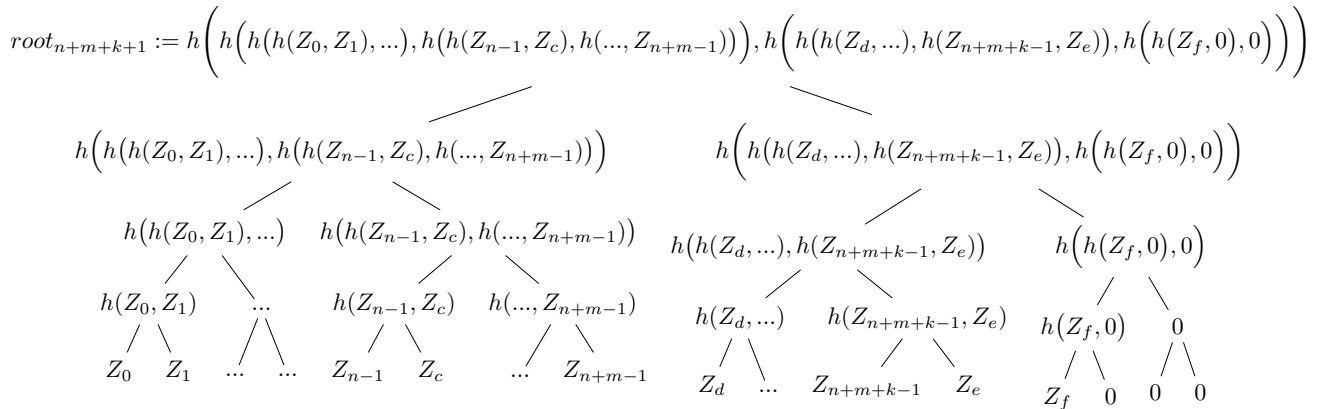 root_{n+m+k+1} := h(h(h(h(Z_0, Z_1), ...), h(h(Z_{n-1}, Z_c), h(..., Z_{n+m-1}))), h(h(h(Z_d, ...), h(Z_{n+m+k-1}, Z_e)), h(h(Z_f, 0), 0)))
h(h(h(Z_0, Z_1), ...), h(h(Z_{n-1}, Z_c), h(..., Z_{n+m-1}))) h(h(h(Z_d, ...), h(Z_{n+m+k-1}, Z_e)), h(h(Z_f, 0), 0))
h(h(Z_0, Z_1), ...) h(h(Z_{n-1}, Z_c), h(..., Z_{n+m-1})) h(h(Z_d, ...), h(Z_{n+m+k-1}, Z_e)) h(h(Z_f, 0), 0)
h(Z_0, Z_1) ... h(Z_{n-1}, Z_c) h(..., Z_{n+m-1}) h(Z_d, ...) h(Z_{n+m+k-1}, Z_e) h(Z_f, 0) 0
Z_0 Z_1 ... ... Z_{n-1} Z_c ... Z_{n+m-1} Z_d ... Z_{n+m+k-1} Z_e Z_f 0 0 0